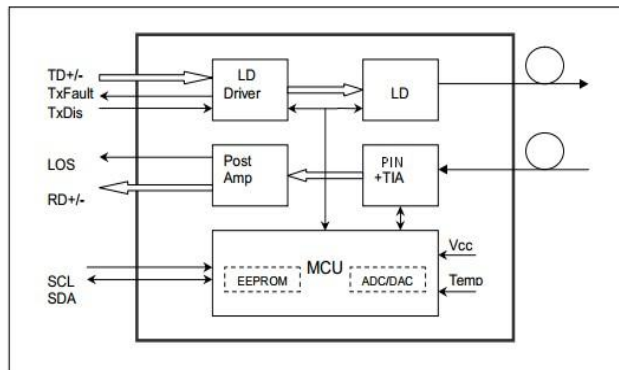 TD+/-
TxFault
TxDis
LD
Driver
LD
LOS
RD+/-
Post
Amp
PIN
+TIA
SCL
SDA
MCU
EEPROM
ADC/DAC
Vcc
Temp